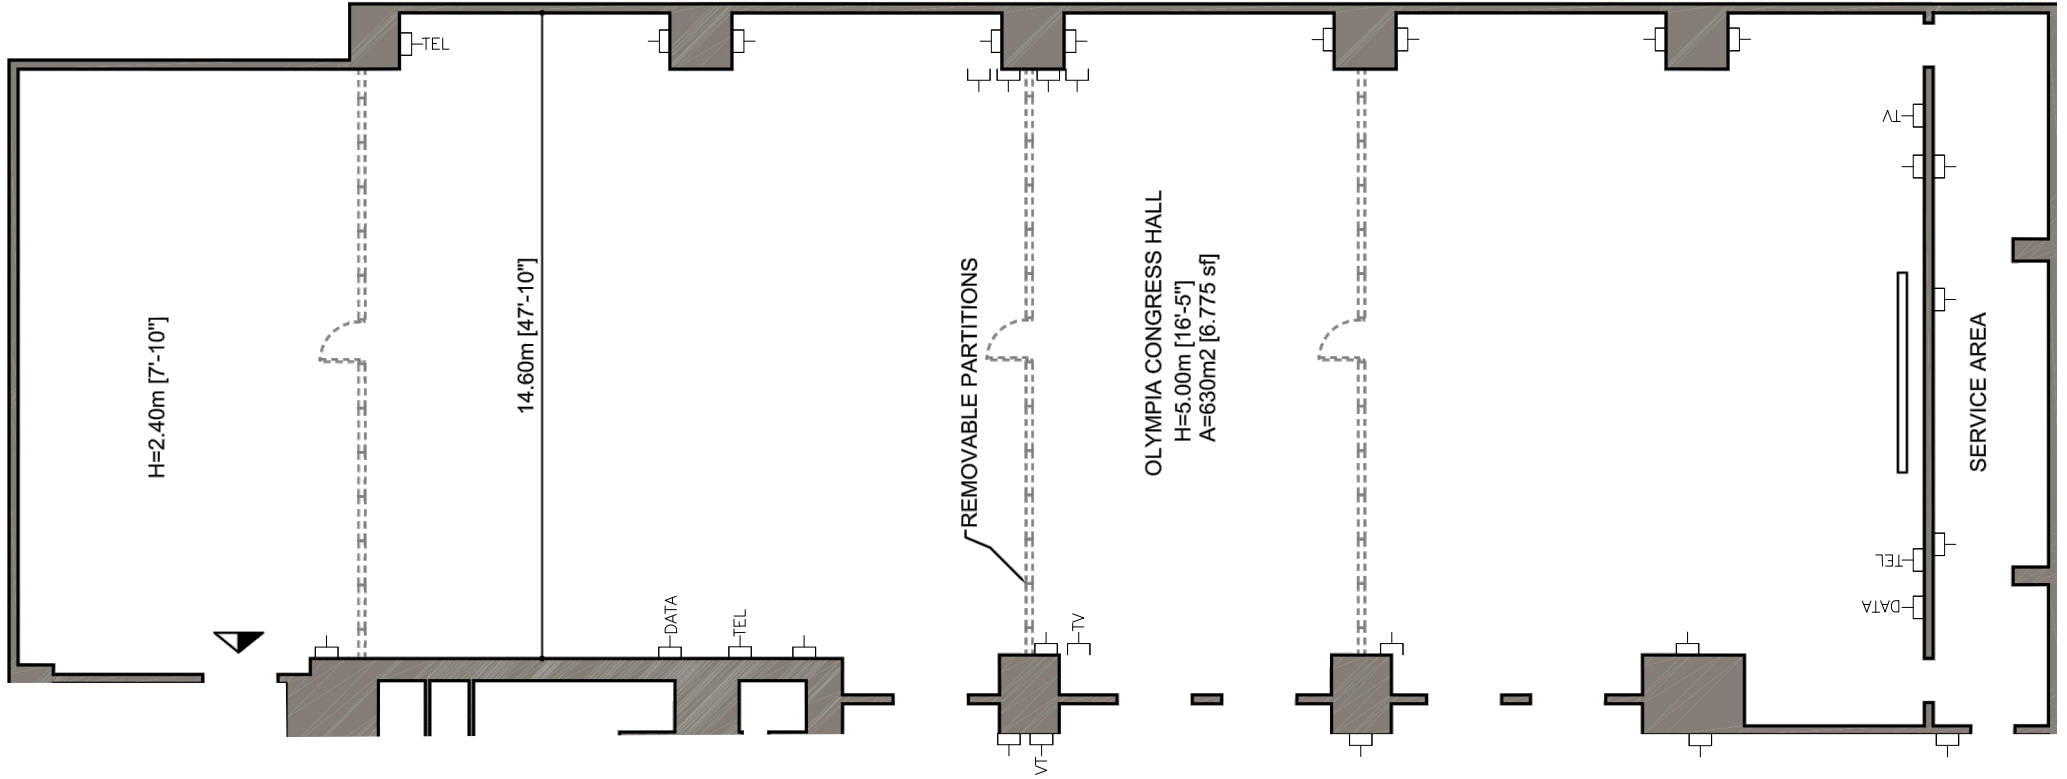 TEL
H=2.40m [7'-10"]
14.60m [47'-10"]
REMOVABLE PARTITIONS
OLYMPIA CONGRESS HALL
H=5.00m [16'-5"]
A=630m2 [6.775 sf]
TV
TEL
DATA
SERVICE AREA
DATA
TEL
TV
TV